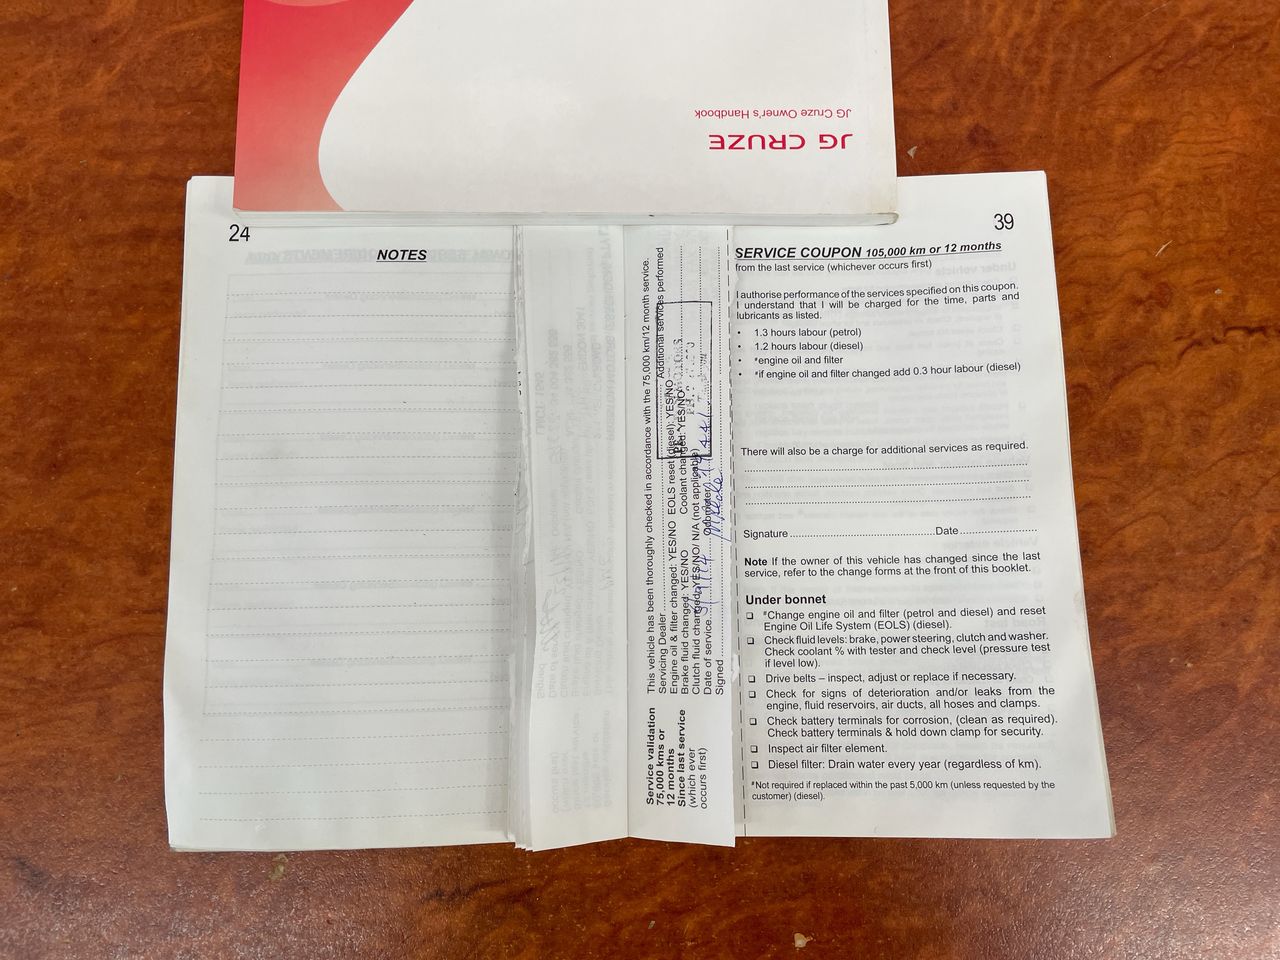 JG Cruze Owner's Handbook
JG CRUZE
24
NOTES
This vehicle has been thoroughly checked in accordance with the 75,000 km/12 month service.
Servicing Dealer Additional services performed
Engine oil & filter changed: YES/NO EOLS reset (diesel): YES/NO
Brake fluid changed: YES/NO Coolant changed: YES/NO
Clutch fluid changed: YES/NO/ N/A (not applicable)
Date of service Odometer
Signed
Service validation
75,000 kms or
12 months
Since last service
(which ever
occurs first)
39
SERVICE COUPON 105,000 km or 12 months
from the last service (whichever occurs first)
I authorise performance of the services specified on this coupon.
I understand that I will be charged for the time, parts and
lubricants as listed.
• 1.3 hours labour (petrol)
• 1.2 hours labour (diesel)
• *engine oil and filter
• *if engine oil and filter changed add 0.3 hour labour (diesel)
There will also be a charge for additional services as required.
Signature Date
Note If the owner of this vehicle has changed since the last
service, refer to the change forms at the front of this booklet.
Under bonnet
❑ #Change engine oil and filter (petrol and diesel) and reset
Engine Oil Life System (EOLS) (diesel).
❑ Check fluid levels: brake, power steering, clutch and washer.
Check coolant % with tester and check level (pressure test
if level low).
❑ Drive belts – inspect, adjust or replace if necessary.
❑ Check for signs of deterioration and/or leaks from the
engine, fluid reservoirs, air ducts, all hoses and clamps.
❑ Check battery terminals for corrosion, (clean as required).
Check battery terminals & hold down clamp for security.
❑ Inspect air filter element.
❑ Diesel filter: Drain water every year (regardless of km).
#Not required if replaced within the past 5,000 km (unless requested by the
customer) (diesel).